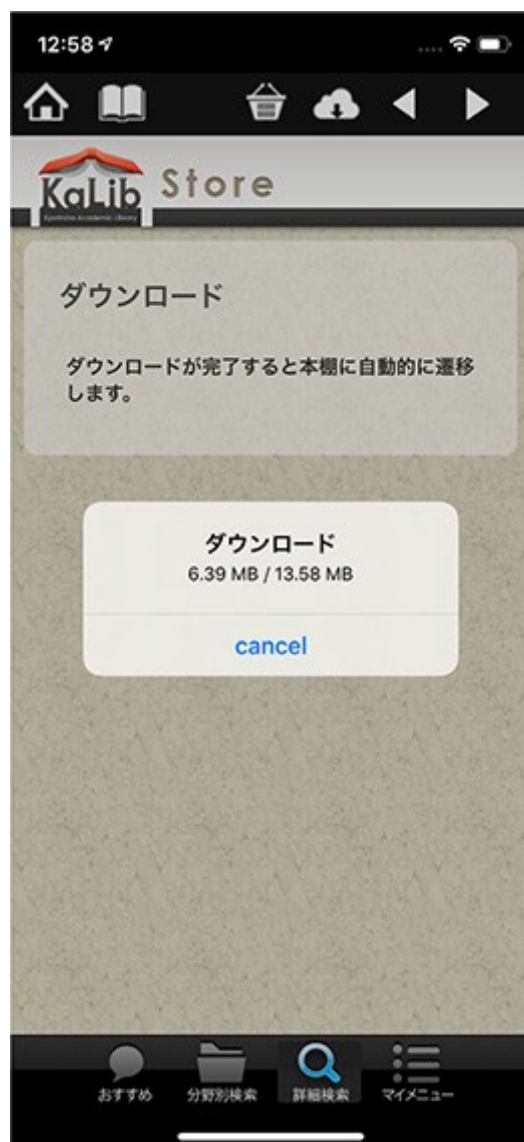 12:58
KaLib Store
Kyorinsha Academic Library
ダウンロード
ダウンロードが完了すると本棚に自動的に遷移
します。
ダウンロード
6.39 MB / 13.58 MB
cancel
おすすめ
分野別検索
詳細検索
マイメニュー